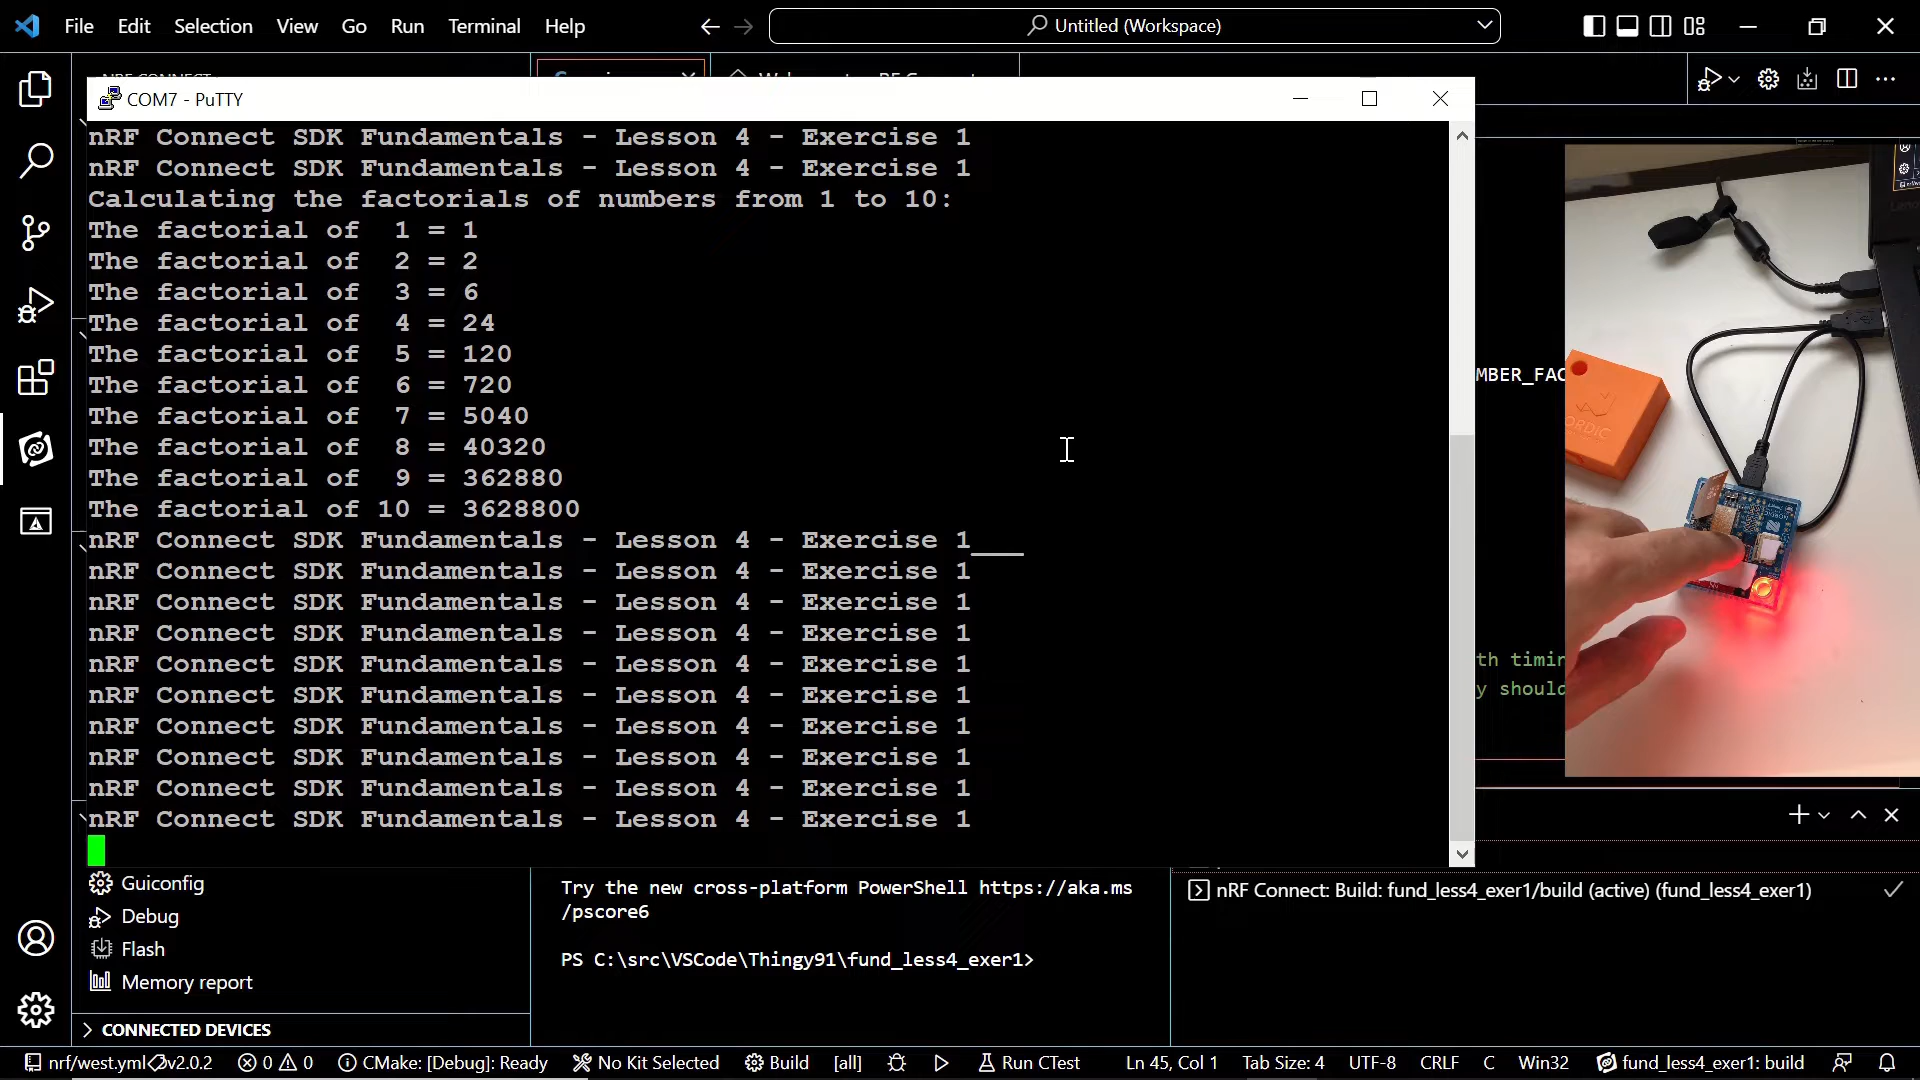 File Edit Selection View Go Run Terminal Help
Untitled (Workspace)
COM7 - PuTTY
nRF Connect SDK Fundamentals - Lesson 4 - Exercise 1
nRF Connect SDK Fundamentals - Lesson 4 - Exercise 1
Calculating the factorials of numbers from 1 to 10:
The factorial of  1 = 1
The factorial of  2 = 2
The factorial of  3 = 6
The factorial of  4 = 24
The factorial of  5 = 120
The factorial of  6 = 720
The factorial of  7 = 5040
The factorial of  8 = 40320
The factorial of  9 = 362880
The factorial of 10 = 3628800
nRF Connect SDK Fundamentals - Lesson 4 - Exercise 1___
nRF Connect SDK Fundamentals - Lesson 4 - Exercise 1
nRF Connect SDK Fundamentals - Lesson 4 - Exercise 1
nRF Connect SDK Fundamentals - Lesson 4 - Exercise 1
nRF Connect SDK Fundamentals - Lesson 4 - Exercise 1
nRF Connect SDK Fundamentals - Lesson 4 - Exercise 1
nRF Connect SDK Fundamentals - Lesson 4 - Exercise 1
nRF Connect SDK Fundamentals - Lesson 4 - Exercise 1
nRF Connect SDK Fundamentals - Lesson 4 - Exercise 1
nRF Connect SDK Fundamentals - Lesson 4 - Exercise 1
MBER_FAC
NORDIC
th timin
y should
Guiconfig
Debug
Flash
Memory report
CONNECTED DEVICES
Try the new cross-platform PowerShell https://aka.ms
/pscore6
PS C:\src\VSCode\Thingy91\fund_less4_exer1>
nRF Connect: Build: fund_less4_exer1/build (active) (fund_less4_exer1)
nrf/west.yml v2.0.2 0 0 CMake: [Debug]: Ready No Kit Selected Build [all] Run CTest Ln 45, Col 1 Tab Size: 4 UTF-8 CRLF C Win32 fund_less4_exer1: build